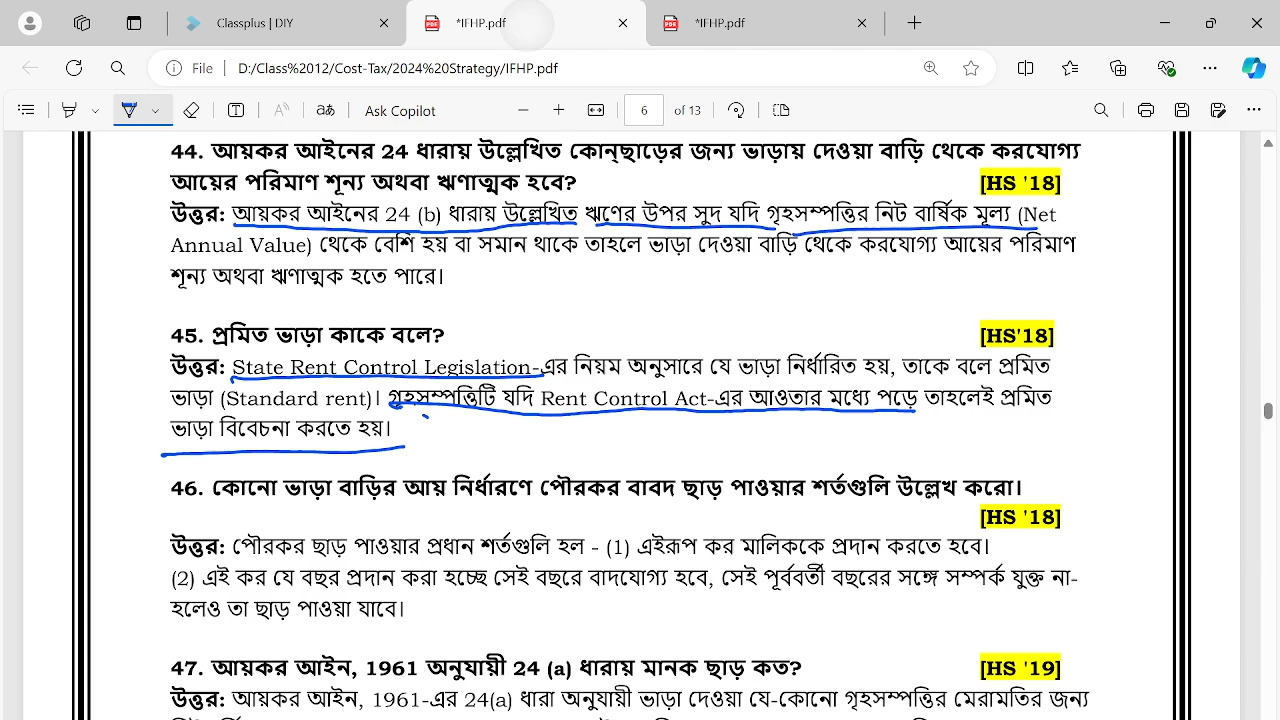 Classplus | DIY
*IFHP.pdf
*IFHP.pdf
File D:/Class%2012/Cost-Tax/2024%20Strategy/IFHP.pdf
Ask Copilot 6 of 13
44. আয়কর আইনের 24 ধারায় উল্লেখিত কোন্‌ছাড়ের জন্য ভাড়ায় দেওয়া বাড়ি থেকে করযোগ্য
আয়ের পরিমাণ শূন্য অথবা ঋণাত্মক হবে? [HS '18]
উত্তর: আয়কর আইনের 24 (b) ধারায় উল্লেখিত ঋণের উপর সুদ যদি গৃহসম্পত্তির নিট বার্ষিক মূল্য (Net
Annual Value) থেকে বেশি হয় বা সমান থাকে তাহলে ভাড়া দেওয়া বাড়ি থেকে করযোগ্য আয়ের পরিমাণ
শূন্য অথবা ঋণাত্মক হতে পারে।
45. প্রমিত ভাড়া কাকে বলে? [HS'18]
উত্তর: State Rent Control Legislation-এর নিয়ম অনুসারে যে ভাড়া নির্ধারিত হয়, তাকে বলে প্রমিত
ভাড়া (Standard rent)। গৃহসম্পত্তিটি যদি Rent Control Act-এর আওতার মধ্যে পড়ে তাহলেই প্রমিত
ভাড়া বিবেচনা করতে হয়।
46. কোনো ভাড়া বাড়ির আয় নির্ধারণে পৌরকর বাবদ ছাড় পাওয়ার শর্তগুলি উল্লেখ করো।
[HS '18]
উত্তর: পৌরকর ছাড় পাওয়ার প্রধান শর্তগুলি হল - (1) এইরূপ কর মালিককে প্রদান করতে হবে।
(2) এই কর যে বছর প্রদান করা হচ্ছে সেই বছরে বাদযোগ্য হবে, সেই পূর্ববর্তী বছরের সঙ্গে সম্পর্ক যুক্ত না-
হলেও তা ছাড় পাওয়া যাবে।
47. আয়কর আইন, 1961 অনুযায়ী 24 (a) ধারায় মানক ছাড় কত? [HS '19]
উত্তর: আয়কর আইন, 1961-এর 24(a) ধারা অনুযায়ী ভাড়া দেওয়া যে-কোনো গৃহসম্পত্তির মেরামতির জন্য